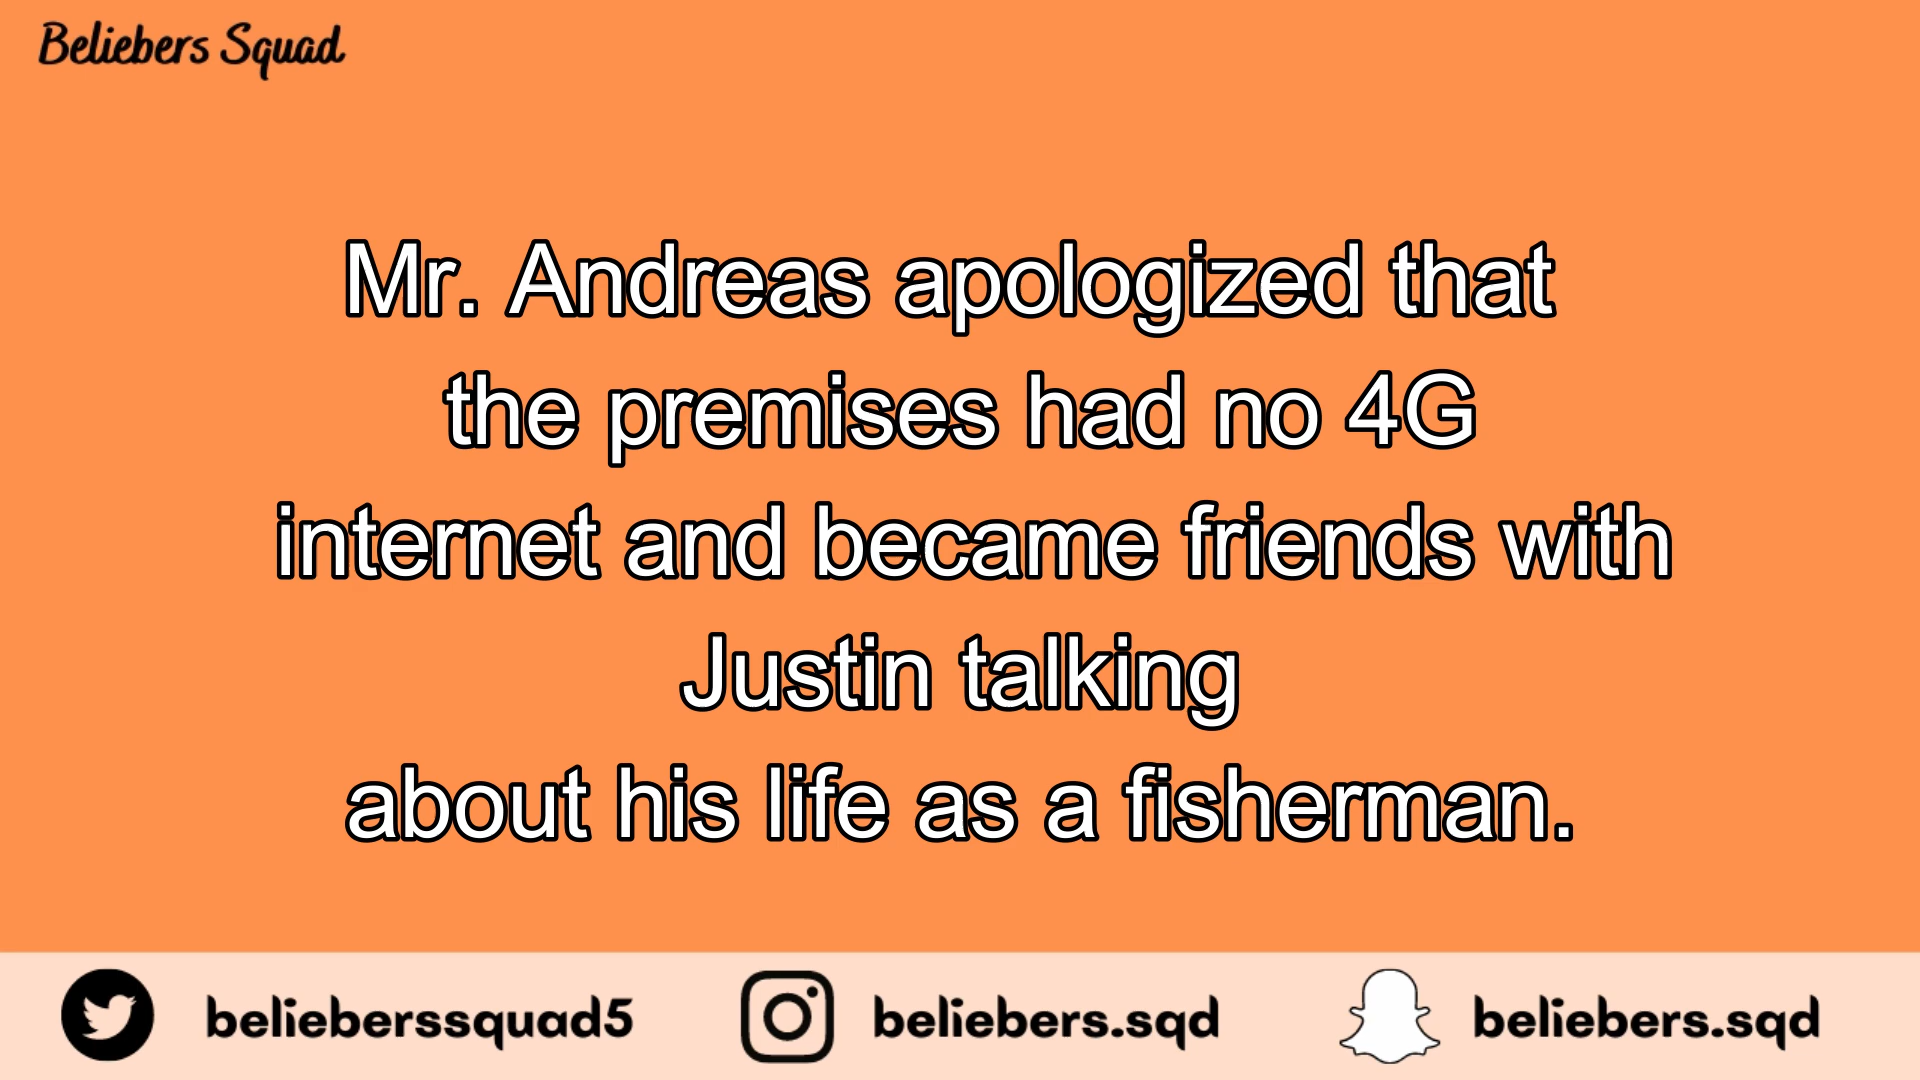 Beliebers Squad
Mr. Andreas apologized that
the premises had no 4G
internet and became friends with
Justin talking
about his life as a fisherman.
belieberssquad5
beliebers.sqd
beliebers.sqd